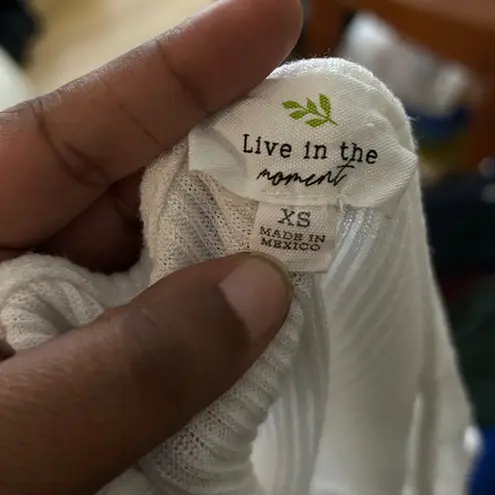 Live in the
moment
XS
MADE IN
MEXICO